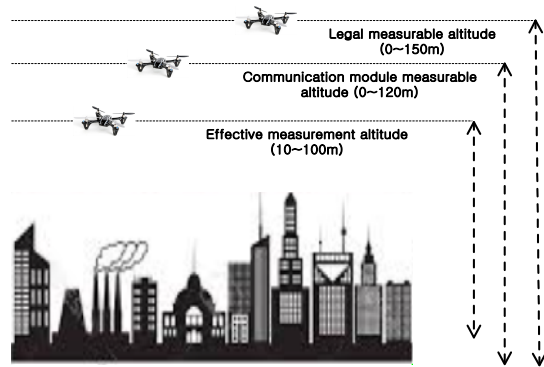 Legal measurable altitude
(0~150m)
Communication module measurable
altitude (0~120m)
Effective measurement altitude
(10~100m)